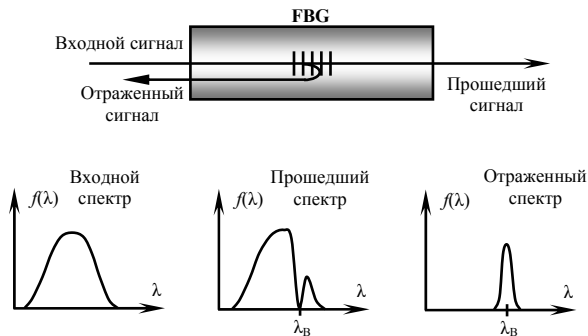 FBG
Входной сигнал
Отраженный
сигнал
Прошедший
сигнал
Входной
спектр
f(λ)
λ
Прошедший
спектр
f(λ)
λ
λB
Отраженный
спектр
f(λ)
λ
λB